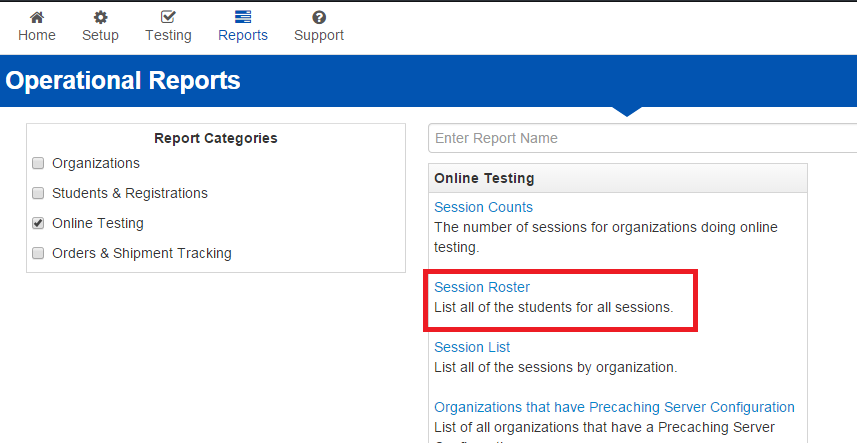 Home Setup Testing Reports Support
Operational Reports
Report Categories
Organizations
Students & Registrations
Online Testing
Orders & Shipment Tracking
Enter Report Name
Online Testing
Session Counts
The number of sessions for organizations doing online
testing.
Session Roster
List all of the students for all sessions.
Session List
List all of the sessions by organization.
Organizations that have Precaching Server Configuration
List of all organizations that have a Precaching Server